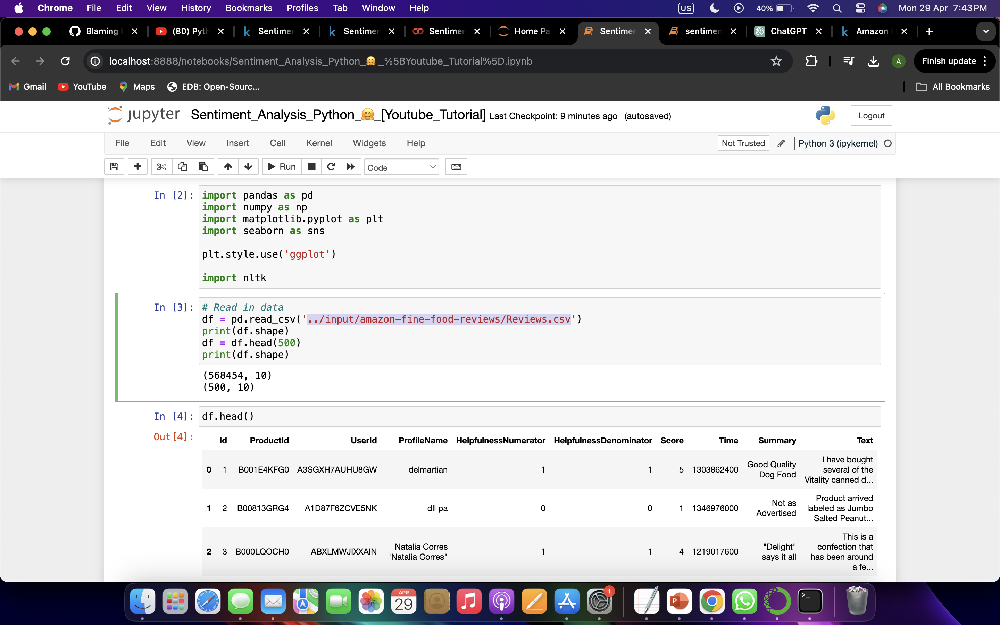 Chrome File Edit View History Bookmarks Profiles Tab Window Help US 40% Mon 29 Apr 7:43 PM
Blaming (80) Pyth Sentimer Sentimer Sentimer Home Pa Sentimer sentimen ChatGPT Amazon
localhost:8888/notebooks/Sentiment_Analysis_Python_🤗_%5BYoutube_Tutorial%5D.ipynb A Finish update
Gmail YouTube Maps EDB: Open-Sourc... All Bookmarks
jupyter Sentiment_Analysis_Python_🤗_[Youtube_Tutorial] Last Checkpoint: 9 minutes ago (autosaved) Logout
File Edit View Insert Cell Kernel Widgets Help Not Trusted Python 3 (ipykernel)
Run Code
In [2]: import pandas as pd
import numpy as np
import matplotlib.pyplot as plt
import seaborn as sns
plt.style.use('ggplot')
import nltk
In [3]: # Read in data
df = pd.read_csv('../input/amazon-fine-food-reviews/Reviews.csv')
print(df.shape)
df = df.head(500)
print(df.shape)
(568454, 10)
(500, 10)
In [4]: df.head()
Out[4]:
Id ProductId UserId ProfileName HelpfulnessNumerator HelpfulnessDenominator Score Time Summary Text
0 1 B001E4KFG0 A3SGXH7AUHU8GW delmartian 1 1 5 1303862400 Good Quality Dog Food I have bought several of the Vitality canned d...
1 2 B00813GRG4 A1D87F6ZCVE5NK dll pa 0 0 1 1346976000 Not as Advertised Product arrived labeled as Jumbo Salted Peanut...
2 3 B000LQOCH0 ABXLMWJIXXAIN Natalia Corres "Natalia Corres" 1 1 4 1219017600 "Delight" says it all This is a confection that has been around a fe...
APR
29
1
P
>_